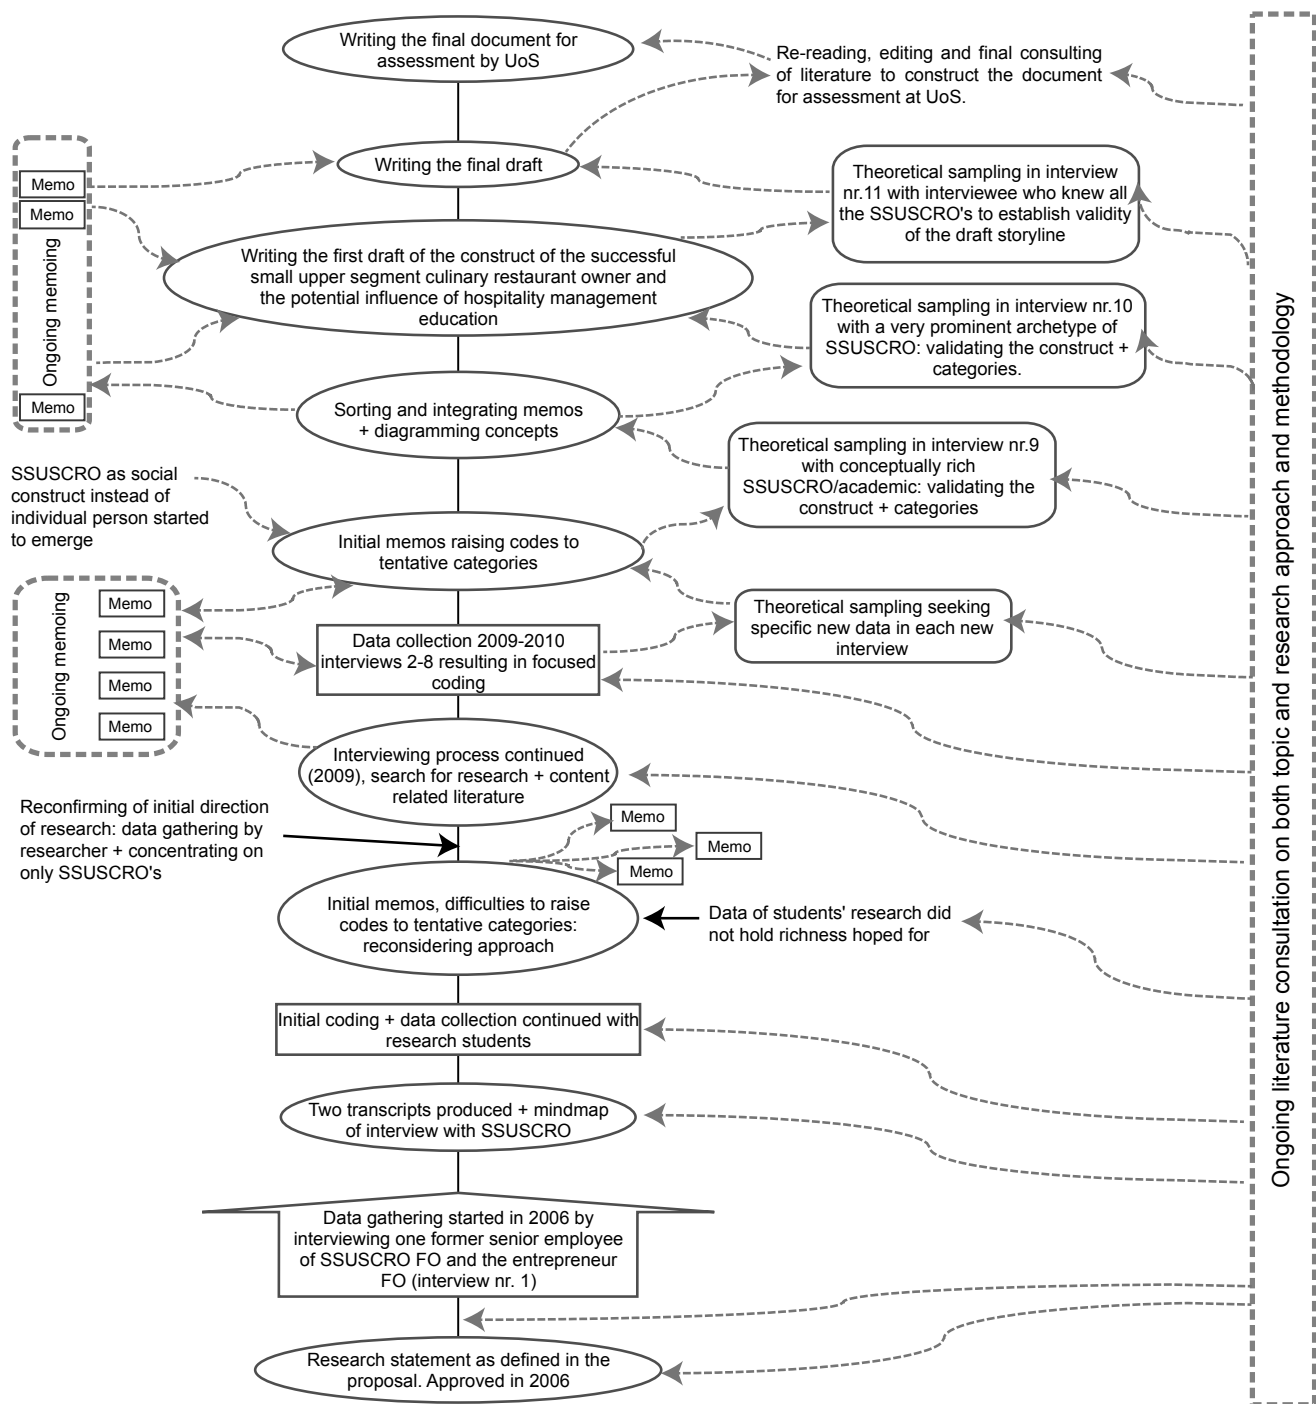 Writing the final document for
assessment by UoS
Re-reading, editing and final consulting
of literature to construct the document
for assessment at UoS.
Writing the final draft
Memo
Memo
Ongoing memoing
Memo
Theoretical sampling in interview
nr.11 with interviewee who knew all
the SSUSCRO's to establish validity
of the draft storyline
Writing the first draft of the construct of the successful
small upper segment culinary restaurant owner and
the potential influence of hospitality management
education
Theoretical sampling in interview nr.10
with a very prominent archetype of
SSUSCRO: validating the construct +
categories.
Sorting and integrating memos
+ diagramming concepts
Theoretical sampling in interview nr.9
with conceptually rich
SSUSCRO/academic: validating the
construct + categories
SSUSCRO as social
construct instead of
individual person started
to emerge
Initial memos raising codes to
tentative categories
Ongoing memoing
Memo
Memo
Memo
Memo
Theoretical sampling seeking
specific new data in each new
interview
Data collection 2009-2010
interviews 2-8 resulting in focused
coding
Interviewing process continued
(2009), search for research + content
related literature
Reconfirming of initial direction
of research: data gathering by
researcher + concentrating on
only SSUSCRO's
Memo
Memo
Memo
Initial memos, difficulties to raise
codes to tentative categories:
reconsidering approach
Data of students' research did
not hold richness hoped for
Initial coding + data collection continued with
research students
Two transcripts produced + mindmap
of interview with SSUSCRO
Data gathering started in 2006 by
interviewing one former senior employee
of SSUSCRO FO and the entrepreneur
FO (interview nr. 1)
Research statement as defined in the
proposal. Approved in 2006
Ongoing literature consultation on both topic and research approach and methodology